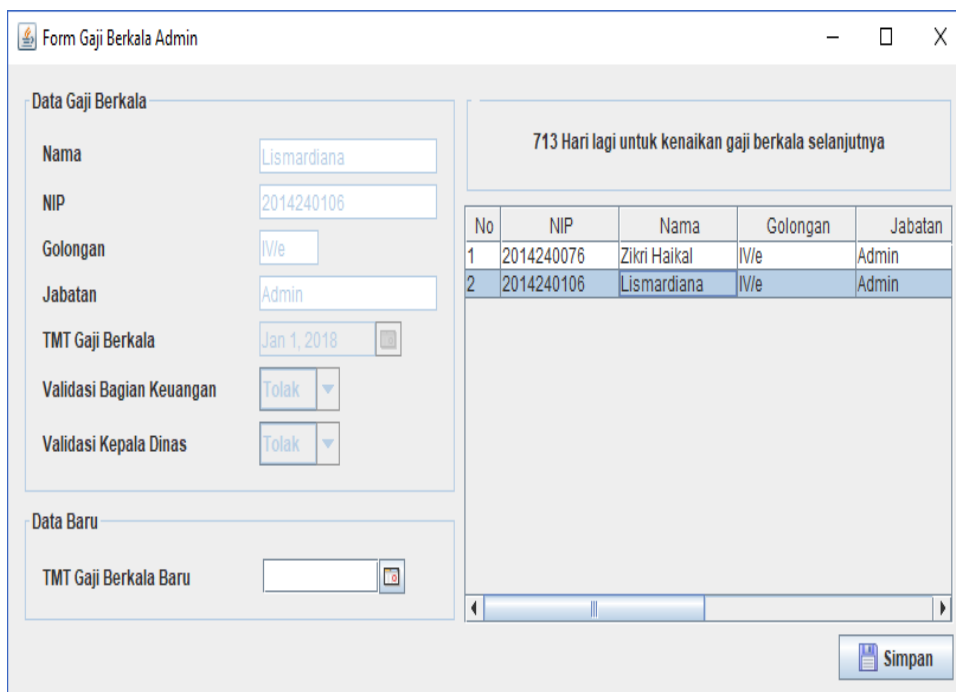 Form Gaji Berkala Admin
Data Gaji Berkala
Nama Lismardiana
NIP 2014240106
Golongan IV/e
Jabatan Admin
TMT Gaji Berkala Jan 1, 2018
Validasi Bagian Keuangan Tolak
Validasi Kepala Dinas Tolak
Data Baru
TMT Gaji Berkala Baru
713 Hari lagi untuk kenaikan gaji berkala selanjutnya
No NIP Nama Golongan Jabatan
1 2014240076 Zikri Haikal IV/e Admin
2 2014240106 Lismardiana IV/e Admin
Simpan